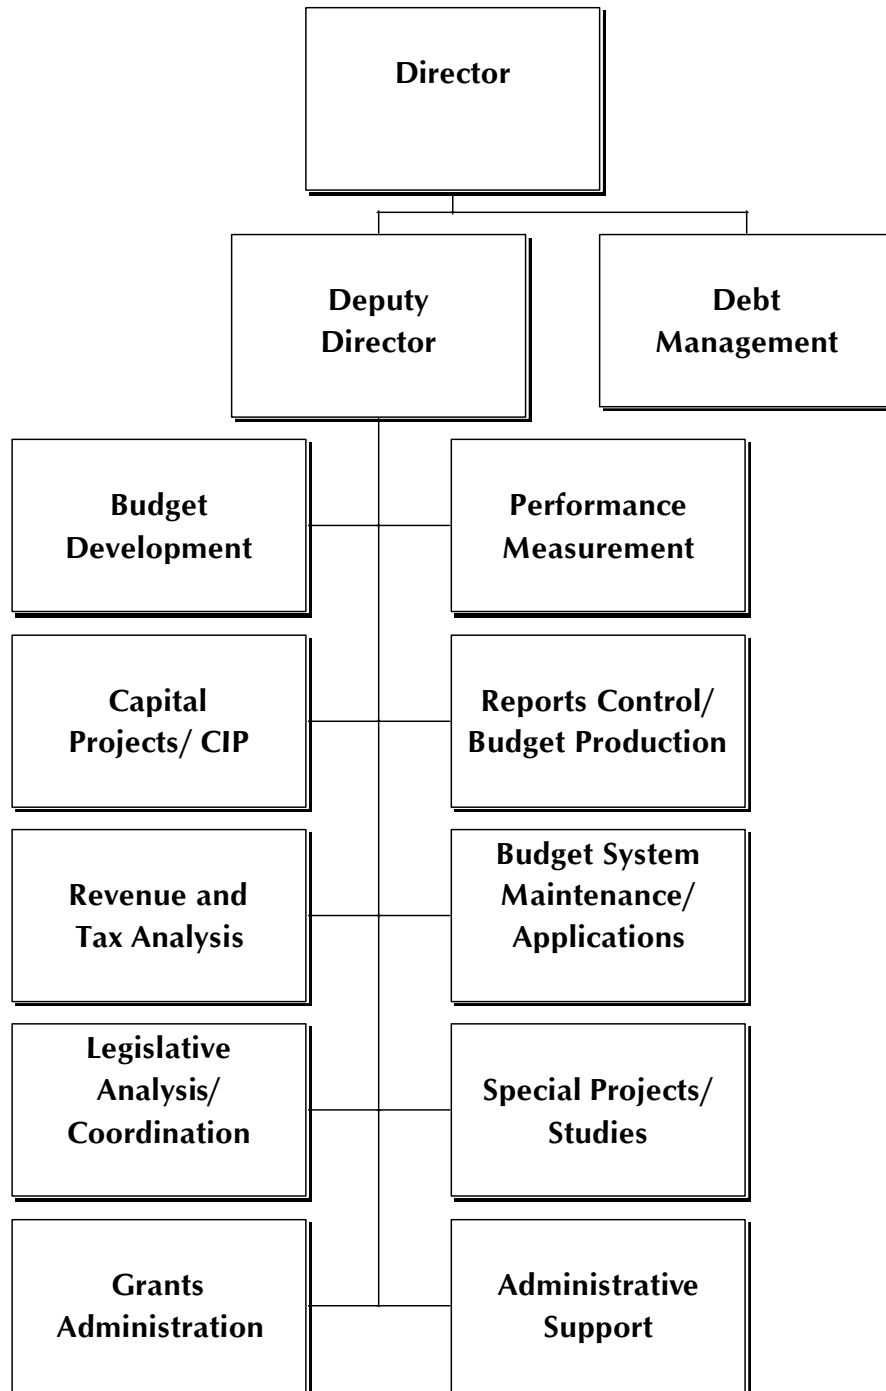 Director
Deputy
Director
Debt
Management
Budget
Development
Performance
Measurement
Capital
Projects/ CIP
Reports Control/
Budget Production
Revenue and
Tax Analysis
Budget System
Maintenance/
Applications
Legislative
Analysis/
Coordination
Special Projects/
Studies
Grants
Administration
Administrative
Support